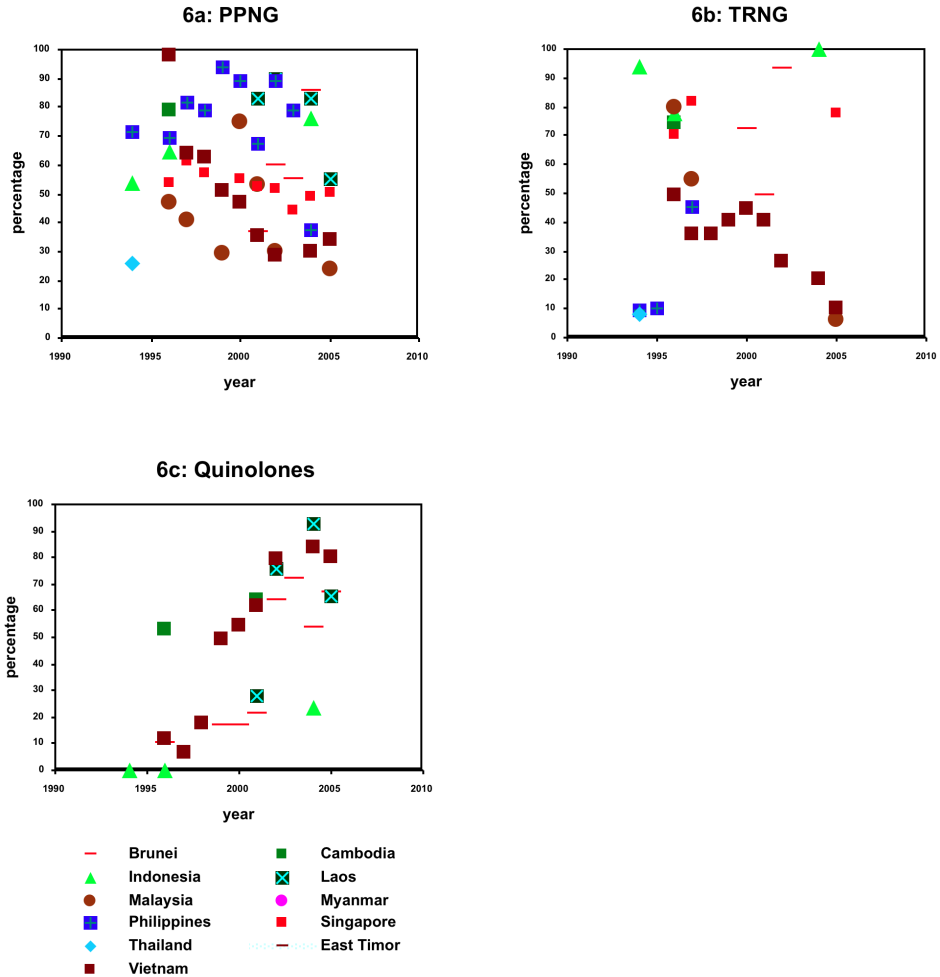 6a: PPNG
100
90
80
70
60
50
40
30
20
10
0
percentage
1990
1995
2000
2005
2010
year
6b: TRNG
100
90
80
70
60
50
40
30
20
10
0
percentage
1990
1995
2000
2005
2010
year
6c: Quinolones
100
90
80
70
60
50
40
30
20
10
0
percentage
1990
1995
2000
2005
2010
year
Brunei
Indonesia
Malaysia
Philippines
Thailand
Vietnam
Cambodia
Laos
Myanmar
Singapore
East Timor